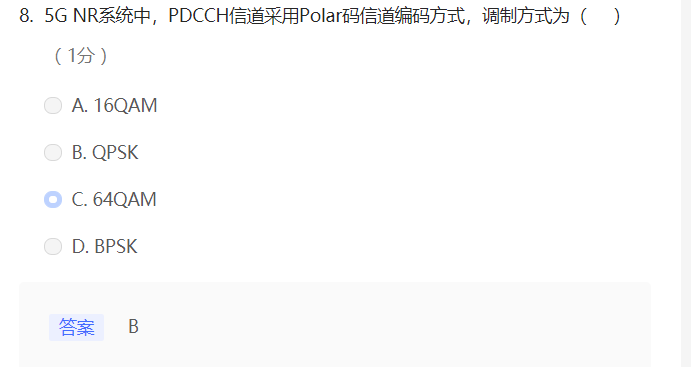 8. 5G NR系统中，PDCCH信道采用Polar码信道编码方式，调制方式为（　）
（ 1分 ）
A. 16QAM
B. QPSK
C. 64QAM
D. BPSK
答案 B